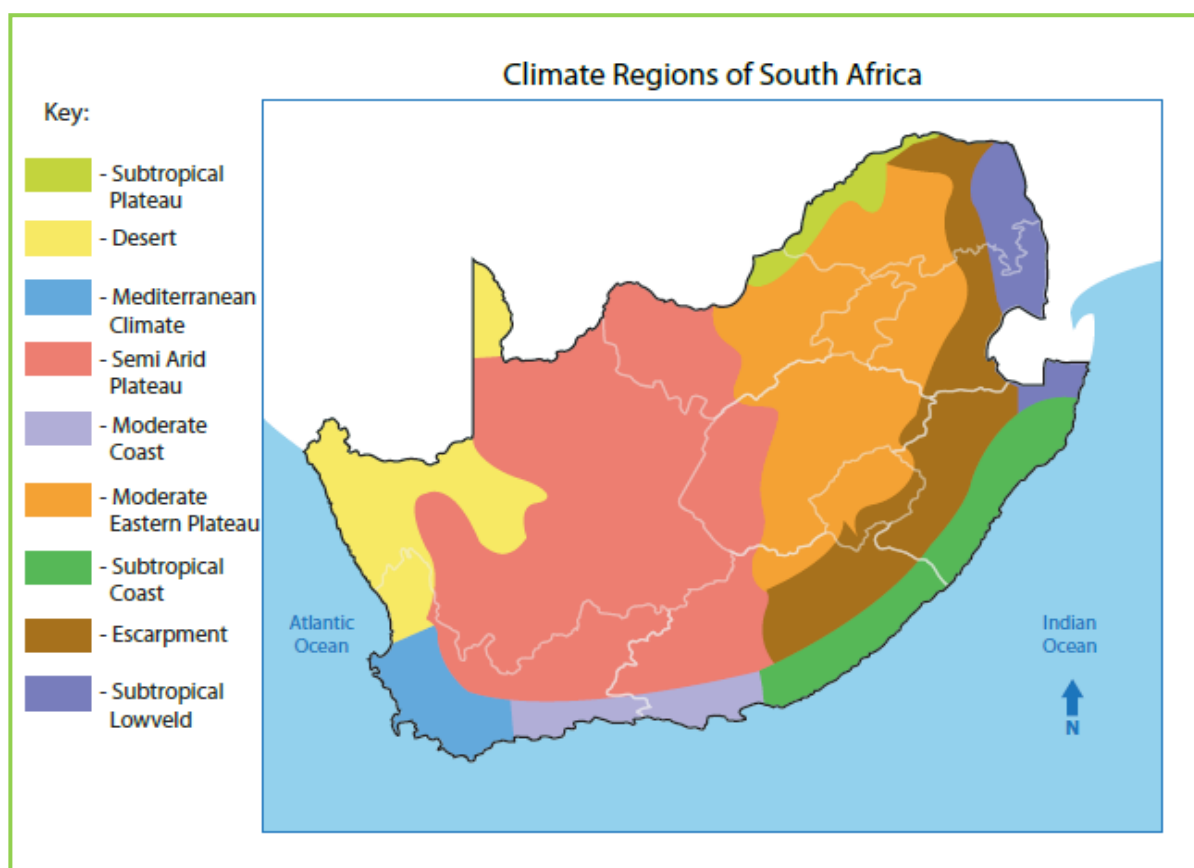 Climate Regions of South Africa
Key:
- Subtropical
Plateau
- Desert
- Mediterranean
Climate
- Semi Arid
Plateau
- Moderate
Coast
- Moderate
Eastern Plateau
- Subtropical
Coast
- Escarpment
- Subtropical
Lowveld
Atlantic
Ocean
Indian
Ocean
N